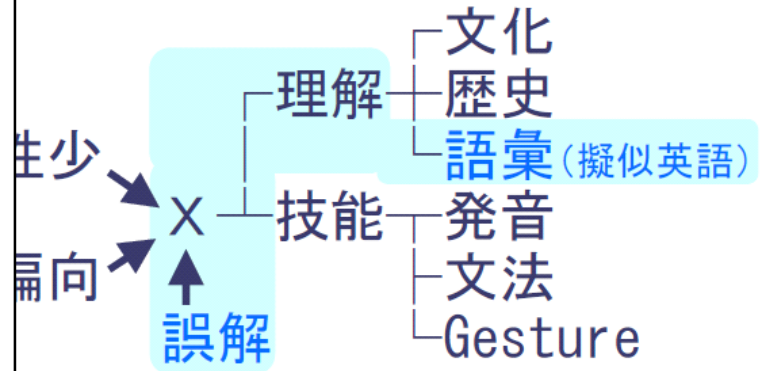 文化
理解
歴史
性少
語彙(擬似英語)
X
技能
発音
偏向
文法
誤解
Gesture